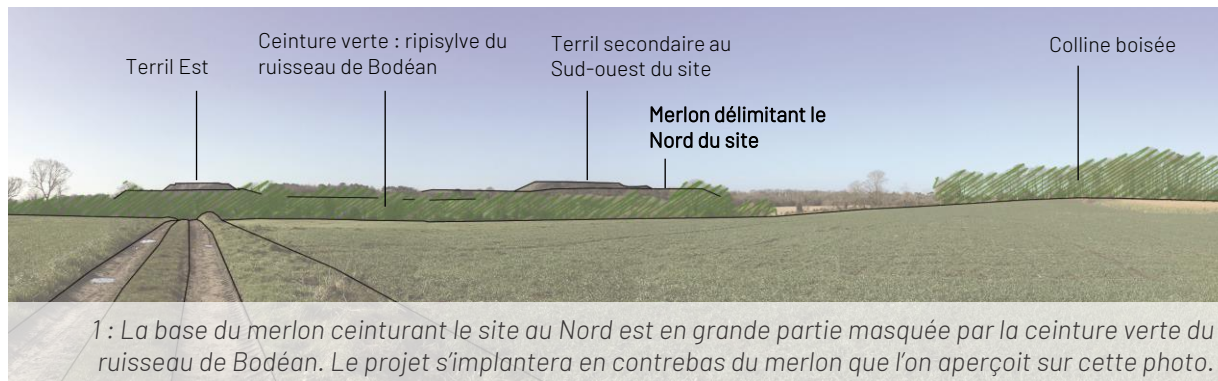 Terril Est
Ceinture verte : ripisylve du
ruisseau de Bodéan
Terril secondaire au
Sud-ouest du site
Merlon délimitant le
Nord du site
Colline boisée
1 : La base du merlon ceinturant le site au Nord est en grande partie masquée par la ceinture verte du
ruisseau de Bodéan. Le projet s'implantera en contrebas du merlon que l'on aperçoit sur cette photo.